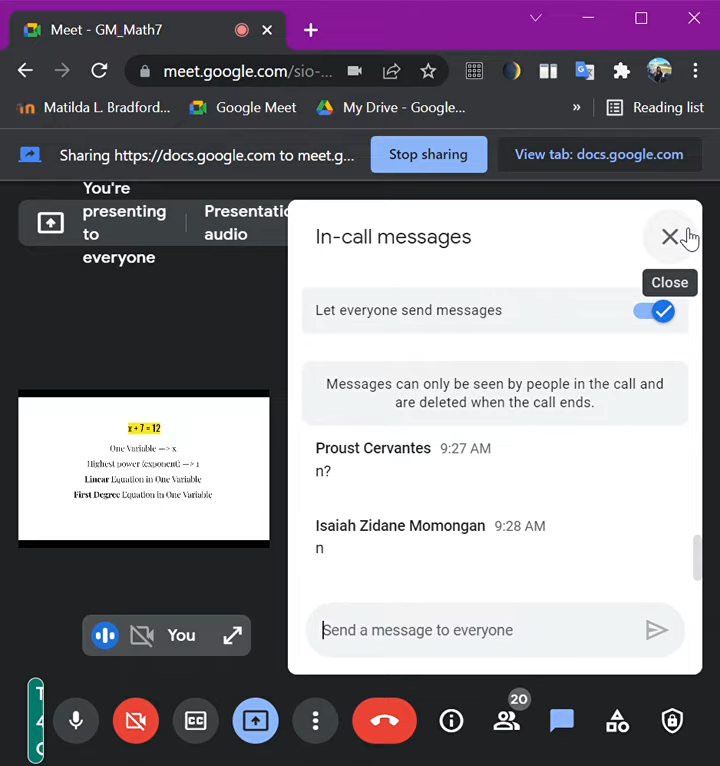 Meet - GM_Math7
meet.google.com/sio-...
Matilda L. Bradford...
Google Meet
My Drive - Google...
»
Reading list
Sharing https://docs.google.com to meet.g...
Stop sharing
View tab: docs.google.com
You're
presenting
to
everyone
Presentatio
audio
In-call messages
Close
Let everyone send messages
Messages can only be seen by people in the call and
are deleted when the call ends.
Proust Cervantes 9:27 AM
n?
Isaiah Zidane Momongan 9:28 AM
n
Send a message to everyone
x + 7 = 12
One Variable —> x
Highest power (exponent) —> 1
Linear Equation in One Variable
First Degree Equation in One Variable
You
CC
20